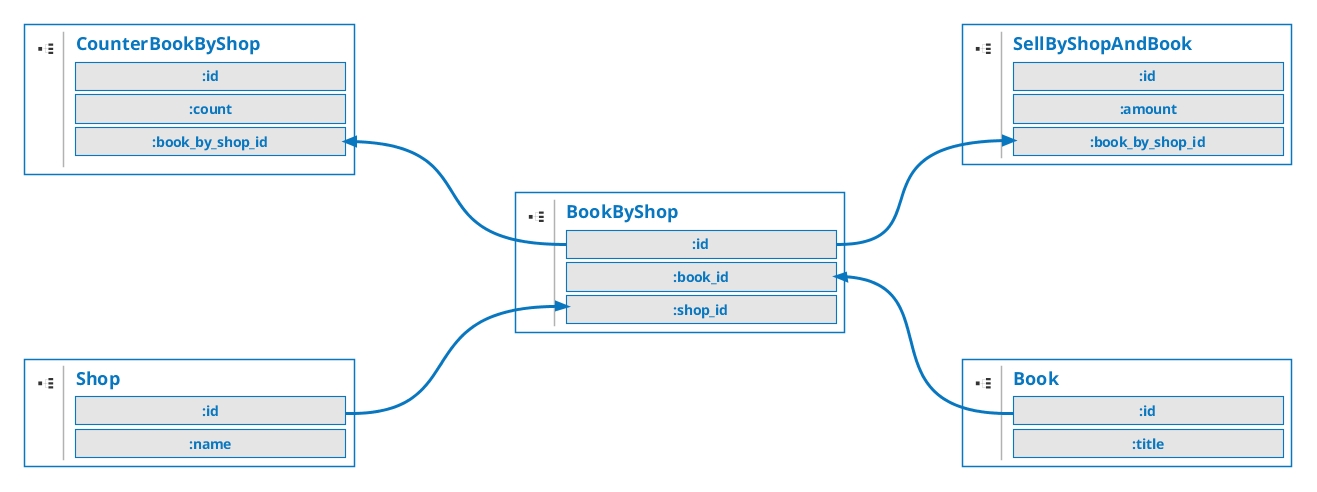 CounterBookByShop
:id
:count
:book_by_shop_id
SellByShopAndBook
:id
:amount
:book_by_shop_id
BookByShop
:id
:book_id
:shop_id
Shop
:id
:name
Book
:id
:title